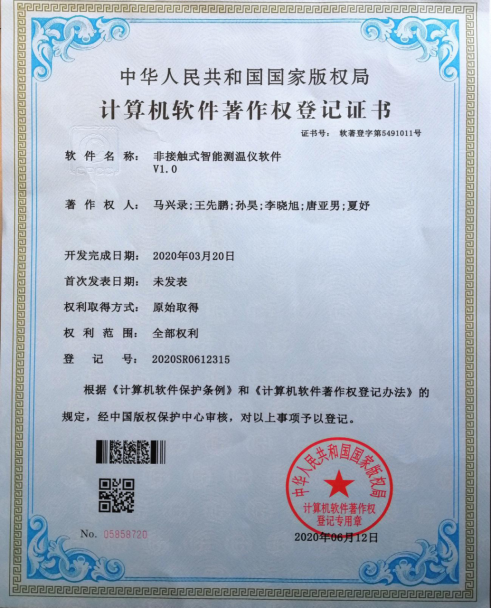 中华人民共和国国家版权局
计算机软件著作权登记证书
证书号: 软著登字第5491011号
软件名称: 非接触式智能测温仪软件
V1.0
著作权人: 马兴录;王先鹏;孙昊;李晓旭;唐亚男;夏妤
开发完成日期: 2020年03月20日
首次发表日期: 未发表
权利取得方式: 原始取得
权利范围: 全部权利
登记号: 2020SR0612315
根据《计算机软件保护条例》和《计算机软件著作权登记办法》的
规定，经中国版权保护中心审核，对以上事项予以登记。
中华人民共和国国家版权局
计算机软件著作权
登记专用章
No. 05858720
2020年06月12日